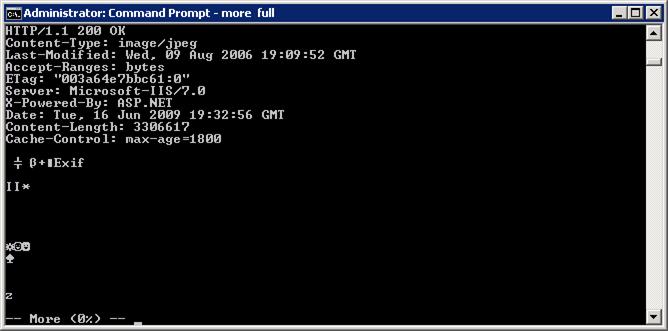 Administrator: Command Prompt - more full
HTTP/1.1 200 OK
Content-Type: image/jpeg
Last-Modified: Wed, 09 Aug 2006 19:09:52 GMT
Accept-Ranges: bytes
ETag: "003a64e7bbc61:0"
Server: Microsoft-IIS/7.0
X-Powered-By: ASP.NET
Date: Tue, 16 Jun 2009 19:32:56 GMT
Content-Length: 3306617
Cache-Control: max-age=1800
╪ β+▮Exif
II*
☼☺☻
♠
z
-- More (0%) -- _